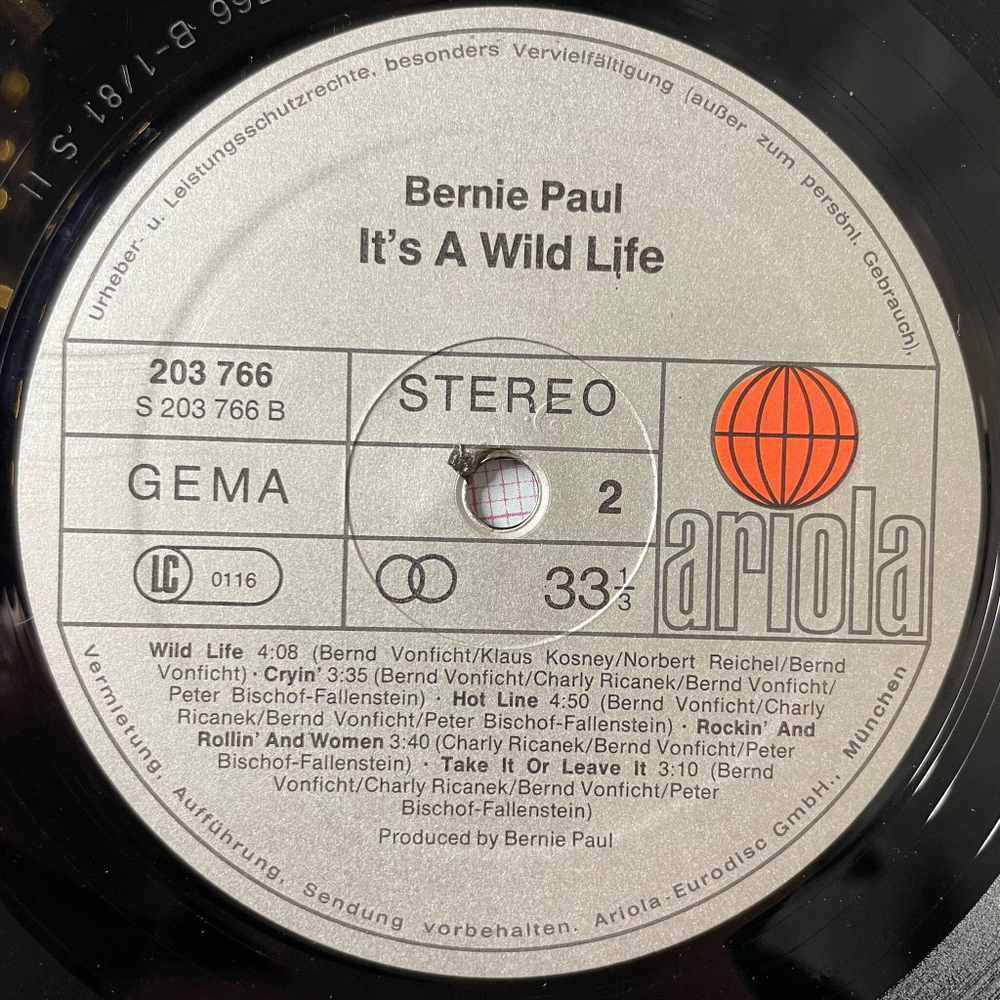 203 766 B-1/81 S II
Urheber- u. Leistungsschutzrechte, besonders Vervielfältigung (außer zum persönl. Gebrauch),
Bernie Paul
It's A Wild Life
203 766
S 203 766 B
STEREO
GEMA
2
LC 0116
33 1/3
ariola
Wild Life 4:08 (Bernd Vonficht/Klaus Kosney/Norbert Reichel/Bernd
Vonficht) · Cryin' 3:35 (Bernd Vonficht/Charly Ricanek/Bernd Vonficht/
Peter Bischof-Fallenstein) · Hot Line 4:50 (Bernd Vonficht/Charly
Ricanek/Bernd Vonficht/Peter Bischof-Fallenstein) · Rockin' And
Rollin' And Women 3:40 (Charly Ricanek/Bernd Vonficht/Peter
Bischof-Fallenstein) · Take It Or Leave It 3:10 (Bernd
Vonficht/Charly Ricanek/Bernd Vonficht/Peter
Bischof-Fallenstein)
Produced by Bernie Paul
Vermietung, Aufführung, Sendung vorbehalten. Ariola-Eurodisc GmbH., München